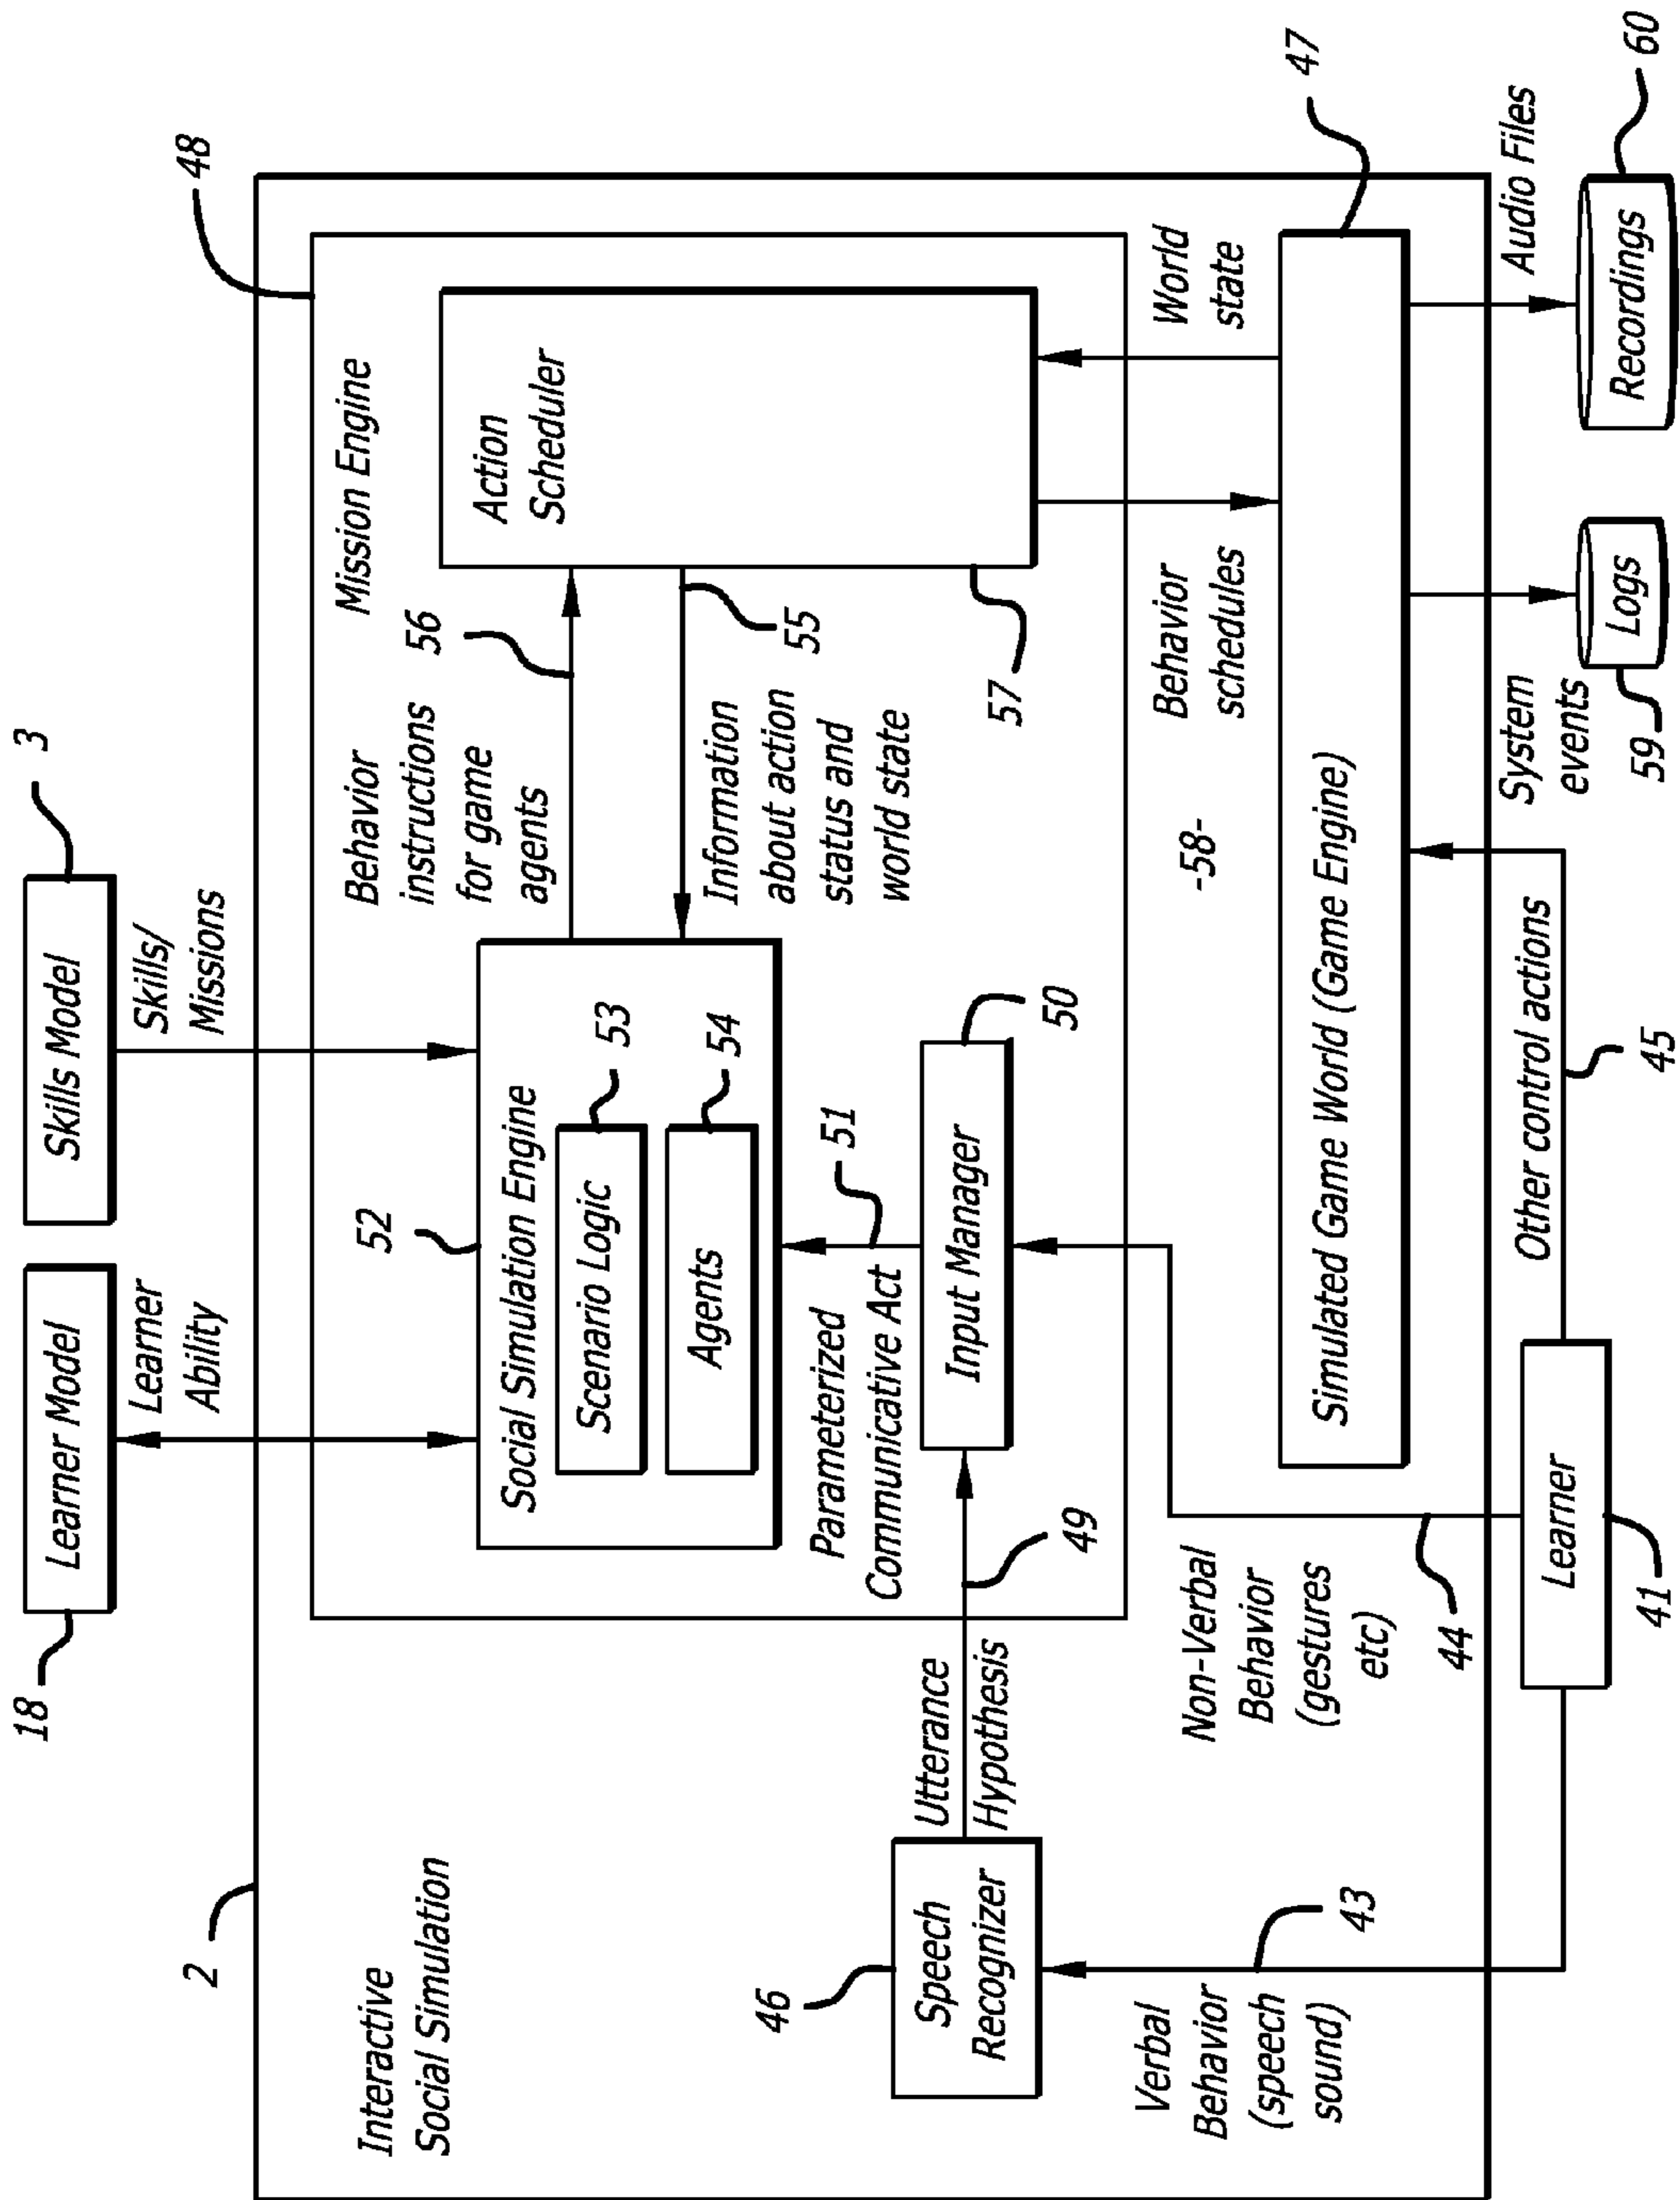 18
Learner Model
Learner
Ability
3
Skills Model
Skills/
Missions
2
Interactive
Social Simulation
48
Mission Engine
52
Social Simulation Engine
Scenario Logic
53
Agents
54
Behavior
instructions
for game
agents
56
55
Information
about action
status and
world state
Action
Scheduler
57
Parameterized
Communicative Act
51
Input Manager
50
Utterance
Hypothesis
49
46
Speech
Recognizer
Verbal
Behavior
(speech
sound)
43
Non-Verbal
Behavior
(gestures
etc)
44
-58-
Behavior
schedules
World
state
Simulated Game World (Game Engine)
47
Learner
41
Other control actions
45
System
events
Logs
59
Audio Files
Recordings
60